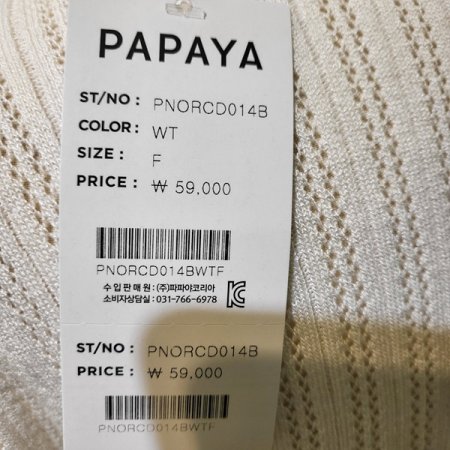 PAPAYA
ST/NO : PNORCD014B
COLOR : WT
SIZE : F
PRICE : ₩ 59,000
PNORCD014BWTF
수 입 판 매 원 : (주)파파야코리아
소비자상담실 : 031-766-6978
ST/NO : PNORCD014B
PRICE : ₩ 59,000
PNORCD014BWTF